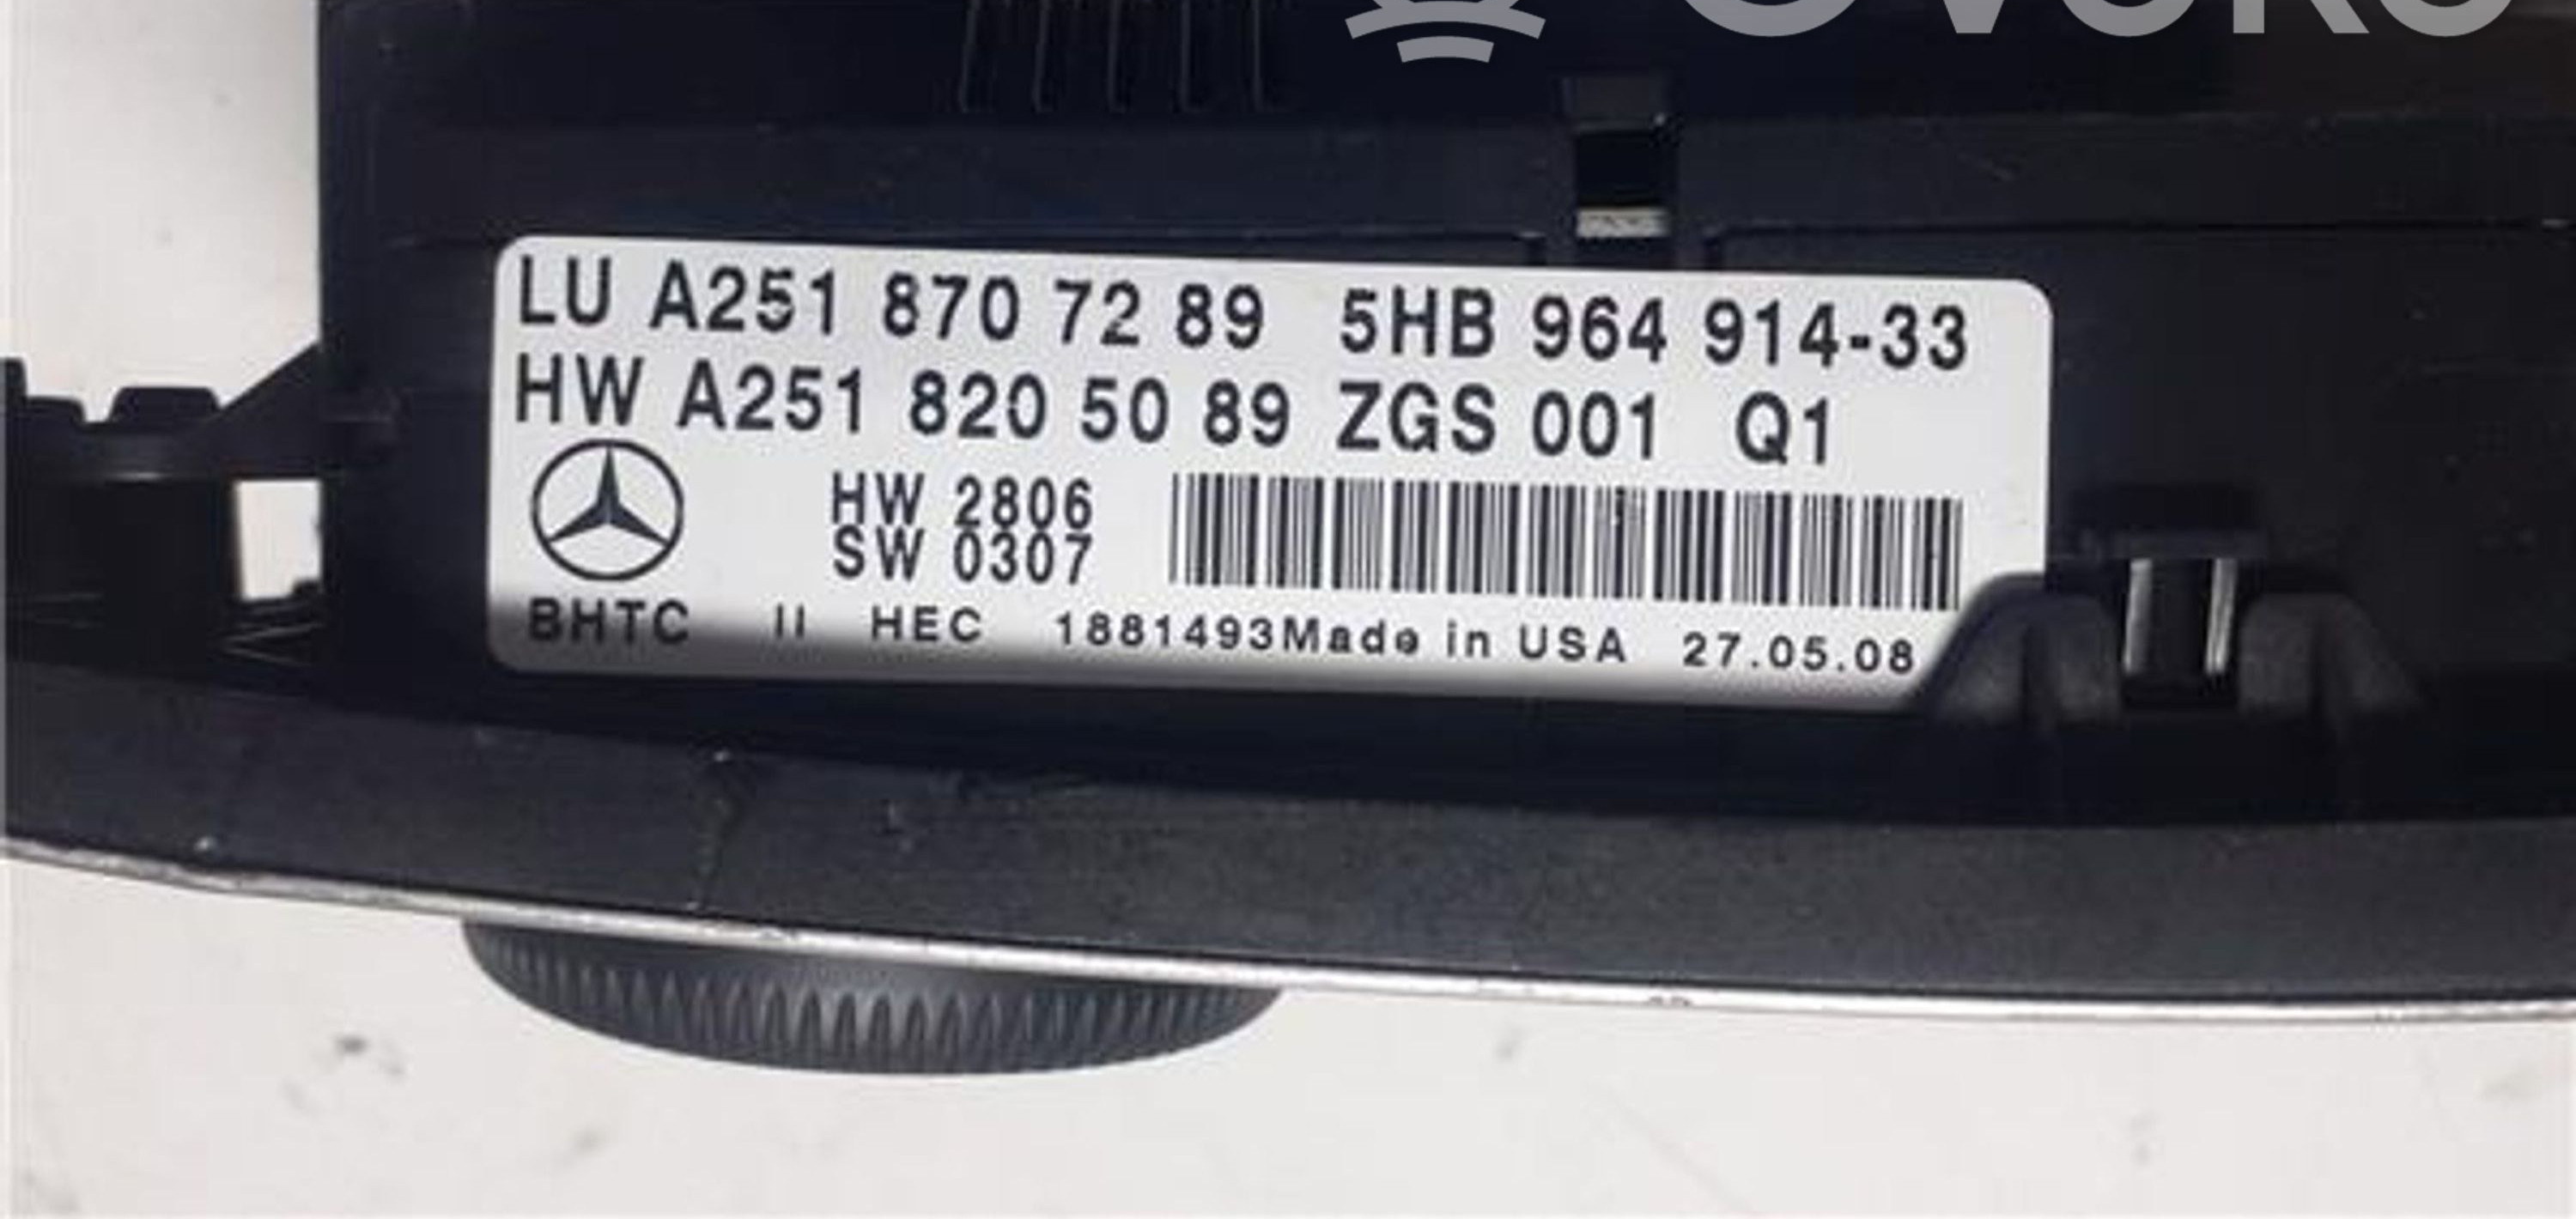 LU A251 870 72 89 5HB 964 914-33
HW A251 820 50 89 ZGS 001 Q1
HW 2806
SW 0307
BHTC II HEC 1881493Made in USA 27.05.08